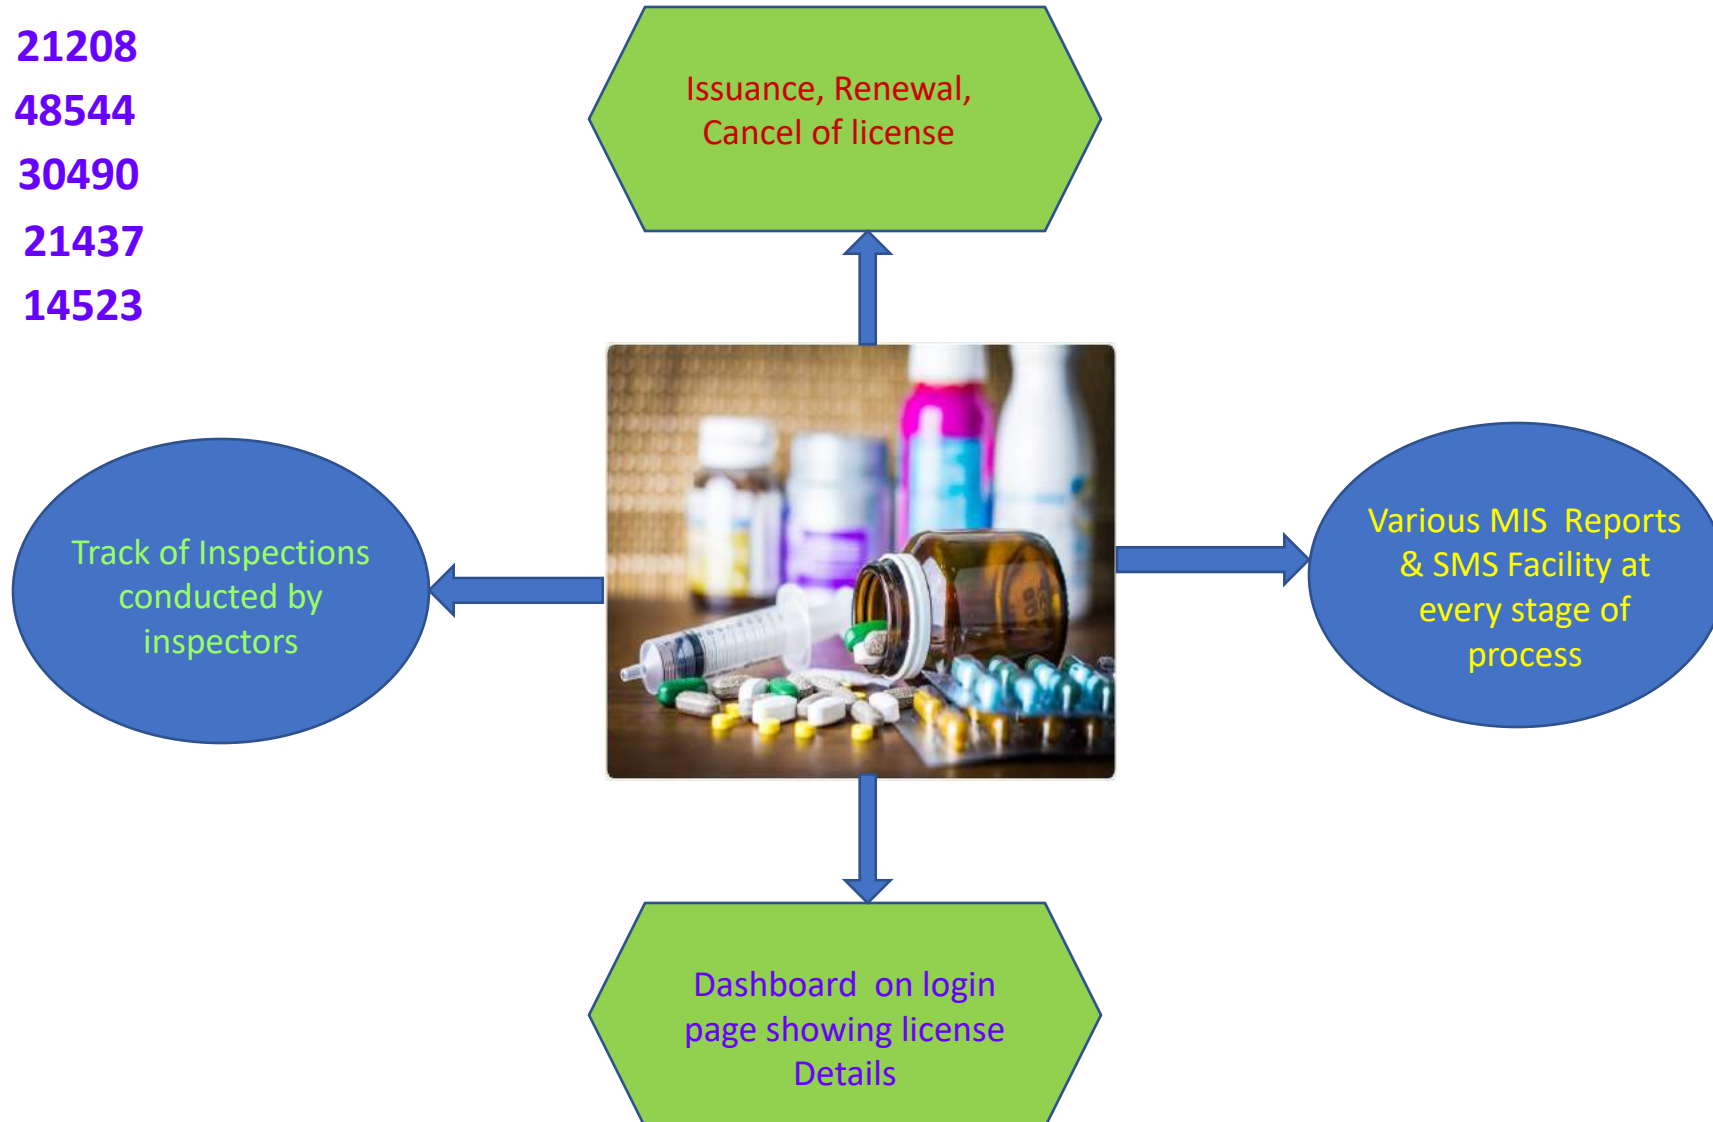 21208
48544
30490
21437
14523
Issuance, Renewal,
Cancel of license
Track of Inspections
conducted by
inspectors
Various MIS Reports
& SMS Facility at
every stage of
process
Dashboard on login
page showing license
Details